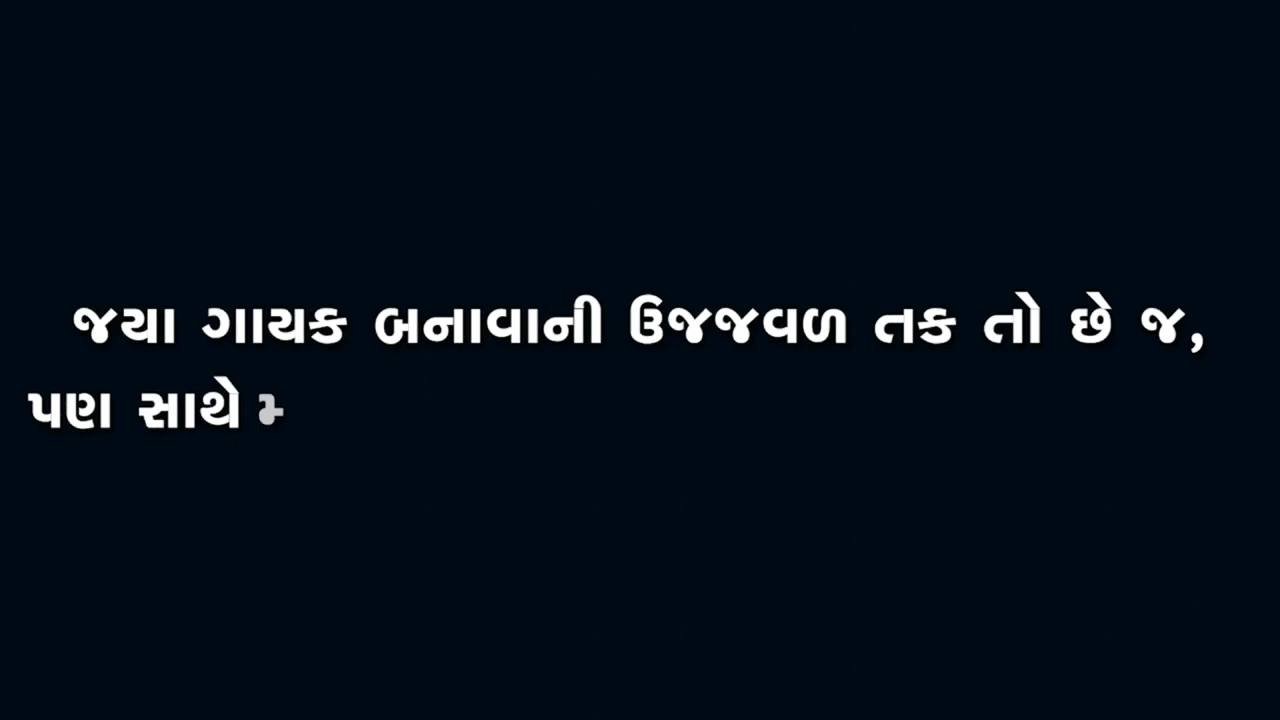 જયા ગાયક બનાવાની ઉજજવળ તક તો છે જ,
પણ સાથે